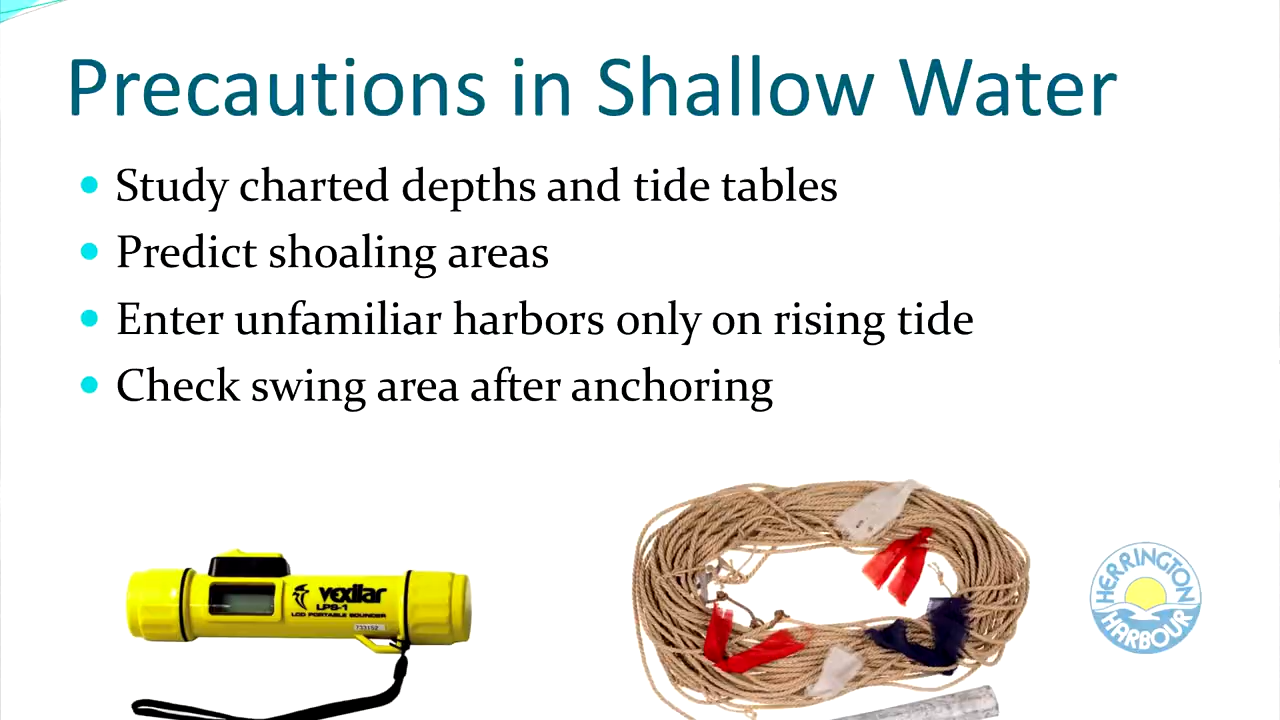 Precautions in Shallow Water
Study charted depths and tide tables
Predict shoaling areas
Enter unfamiliar harbors only on rising tide
Check swing area after anchoring
vexilar
LPS-1
LCD PORTABLE SOUNDER
HERRINGTON
HARBOUR